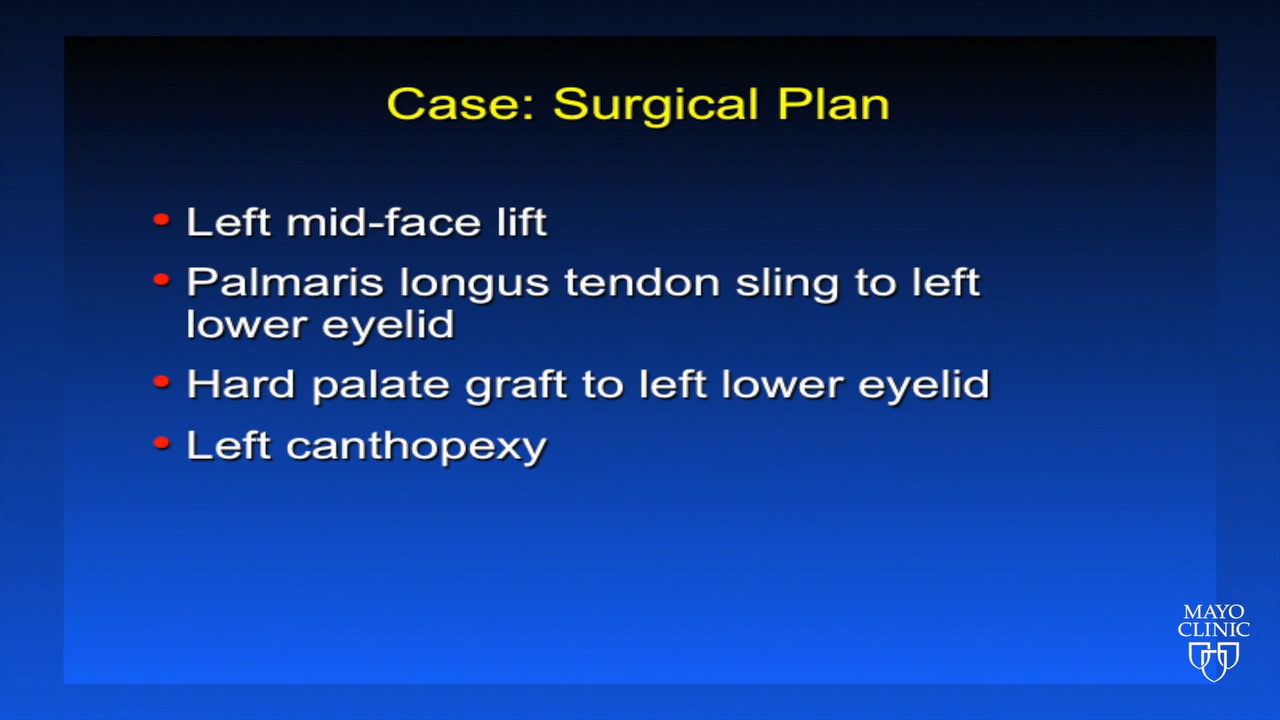 Case: Surgical Plan
• Left mid-face lift
• Palmaris longus tendon sling to left
lower eyelid
• Hard palate graft to left lower eyelid
• Left canthopexy
MAYO
CLINIC